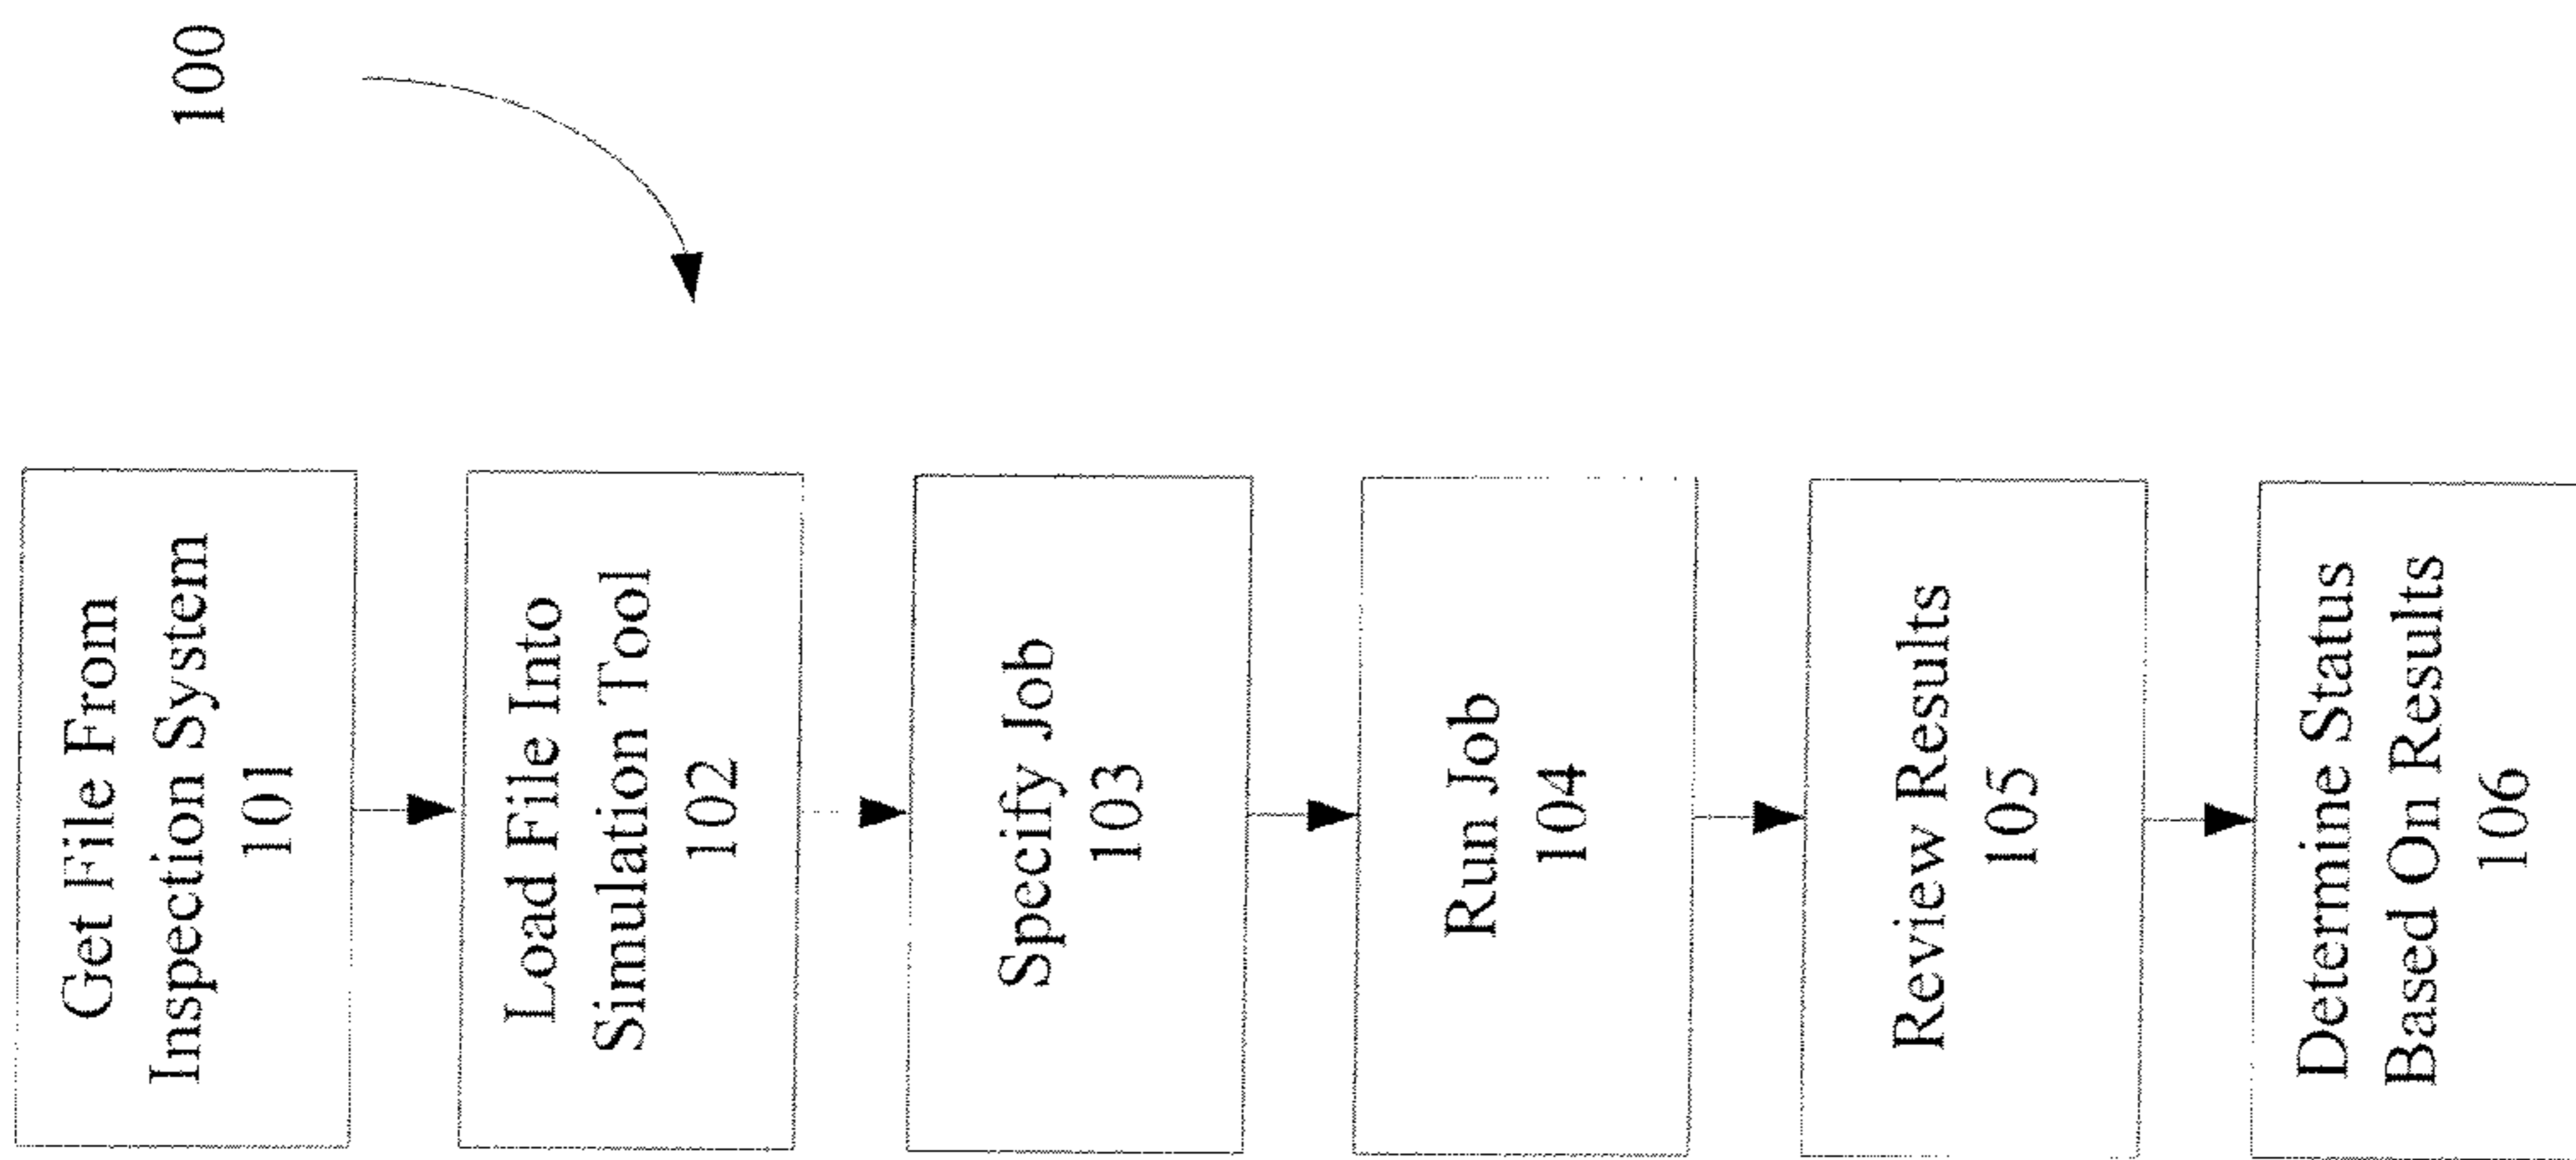 100
Get File From
Inspection System
101
Load File Into
Simulation Tool
102
Specify Job
103
Run Job
104
Review Results
105
Determine Status
Based On Results
106